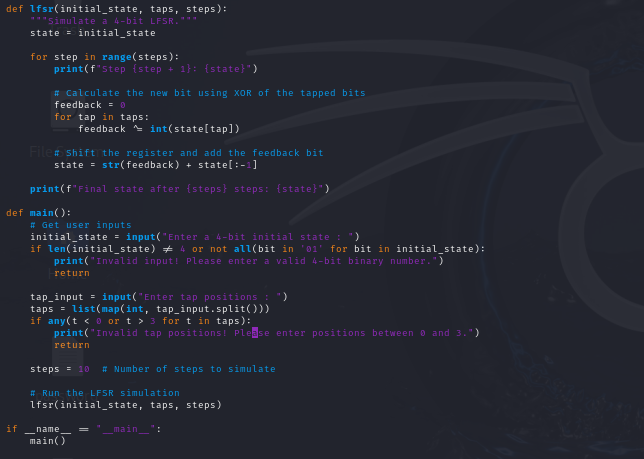 def lfsr(initial_state, taps, steps):
    """Simulate a 4-bit LFSR."""
    state = initial_state
    for step in range(steps):
        print(f"Step {step + 1}: {state}")
        # Calculate the new bit using XOR of the tapped bits
        feedback = 0
        for tap in taps:
            feedback ^= int(state[tap])
        # Shift the register and add the feedback bit
        state = str(feedback) + state[:-1]
    print(f"Final state after {steps} steps: {state}")
def main():
    # Get user inputs
    initial_state = input("Enter a 4-bit initial state : ")
    if len(initial_state) != 4 or not all(bit in '01' for bit in initial_state):
        print("Invalid input! Please enter a valid 4-bit binary number.")
        return
    tap_input = input("Enter tap positions : ")
    taps = list(map(int, tap_input.split()))
    if any(t < 0 or t > 3 for t in taps):
        print("Invalid tap positions! Please enter positions between 0 and 3.")
        return
    steps = 10  # Number of steps to simulate
    # Run the LFSR simulation
    lfsr(initial_state, taps, steps)
if __name__ == "__main__":
    main()